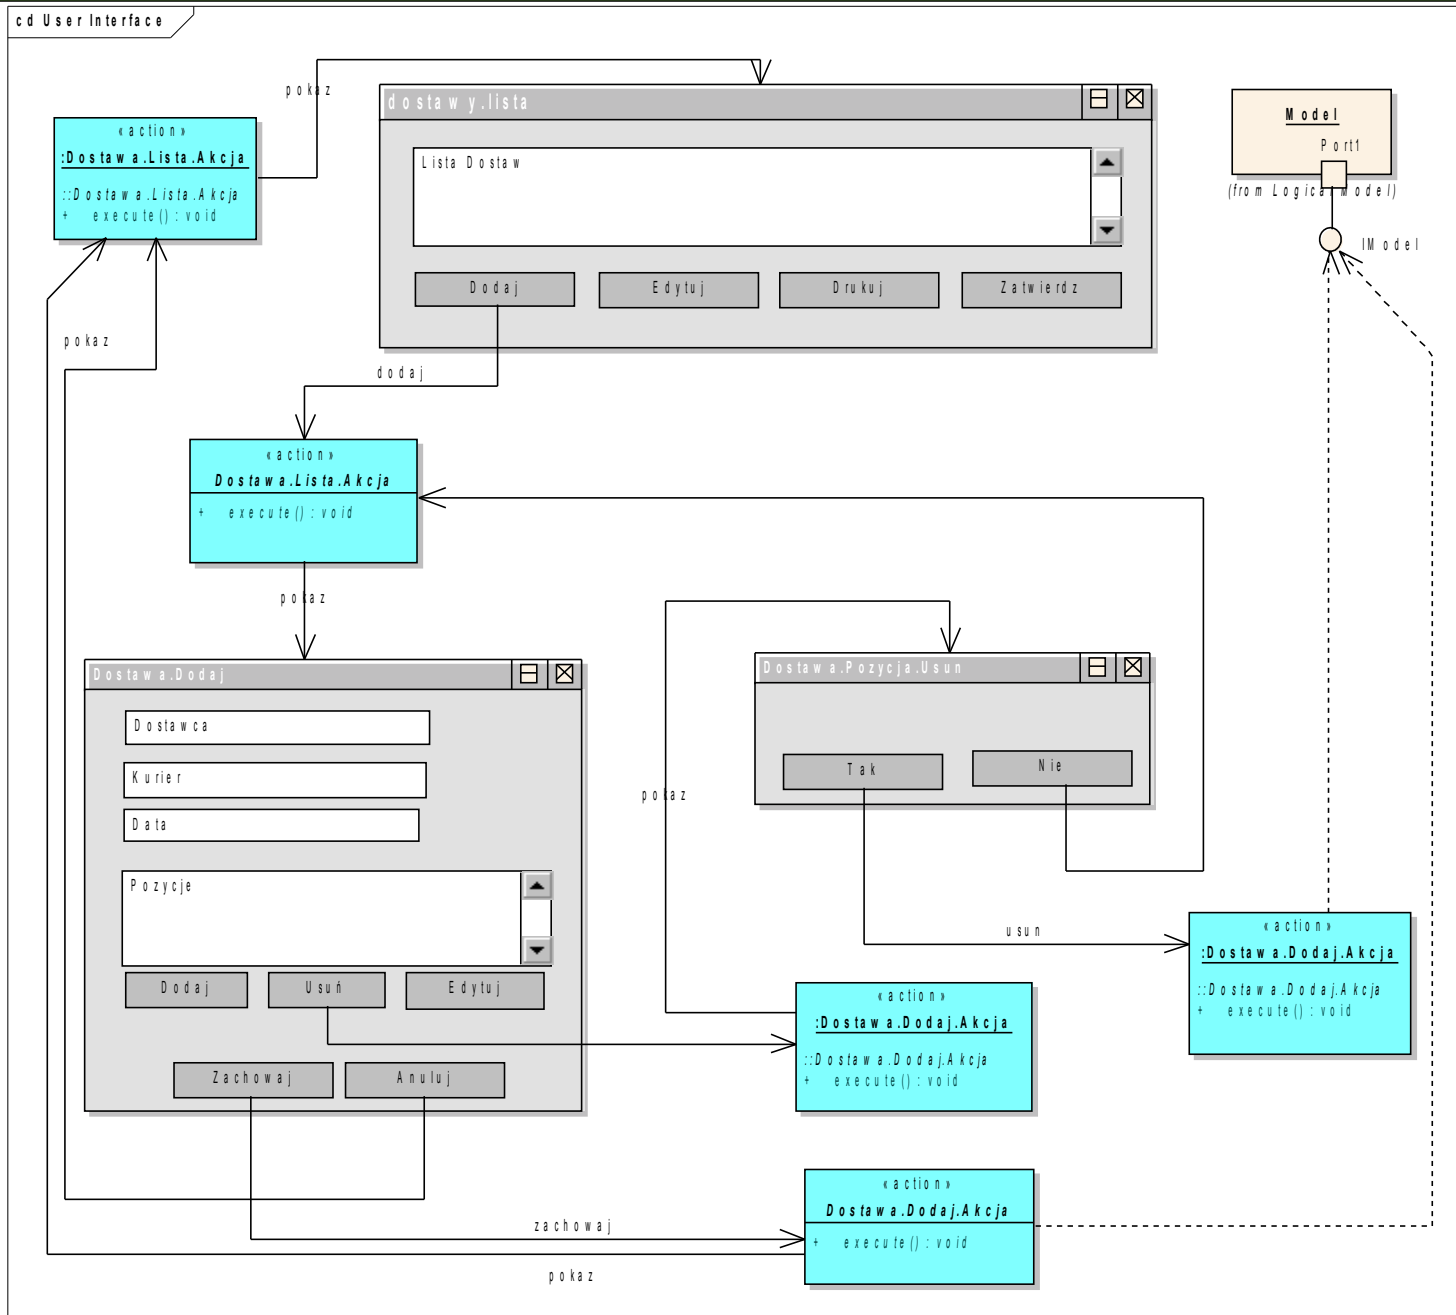 cd User Interface
pokaz
«action»
:Dostawa.Lista.Akcja
::Dostawa.Lista.Akcja
+ execute() : void
dostawy.lista
Lista Dostaw
Dodaj
Edytuj
Drukuj
Zatwierdz
Model
Port1
(from Logical Model)
IModel
pokaz
dodaj
«action»
Dostawa.Lista.Akcja
+ execute() : void
pokaz
Dostawa.Dodaj
Dostawca
Kurier
Data
Pozycje
Dodaj
Usuń
Edytuj
Zachowaj
Anuluj
Dostawa.Pozycja.Usun
Tak
Nie
pokaz
usun
«action»
:Dostawa.Dodaj.Akcja
::Dostawa.Dodaj.Akcja
+ execute() : void
«action»
:Dostawa.Dodaj.Akcja
::Dostawa.Dodaj.Akcja
+ execute() : void
«action»
Dostawa.Dodaj.Akcja
+ execute() : void
zachowaj
pokaz